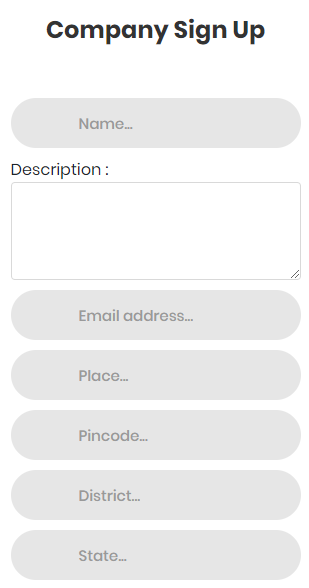 Company Sign Up
Name...
Description :
Email address...
Place...
Pincode...
District...
State...